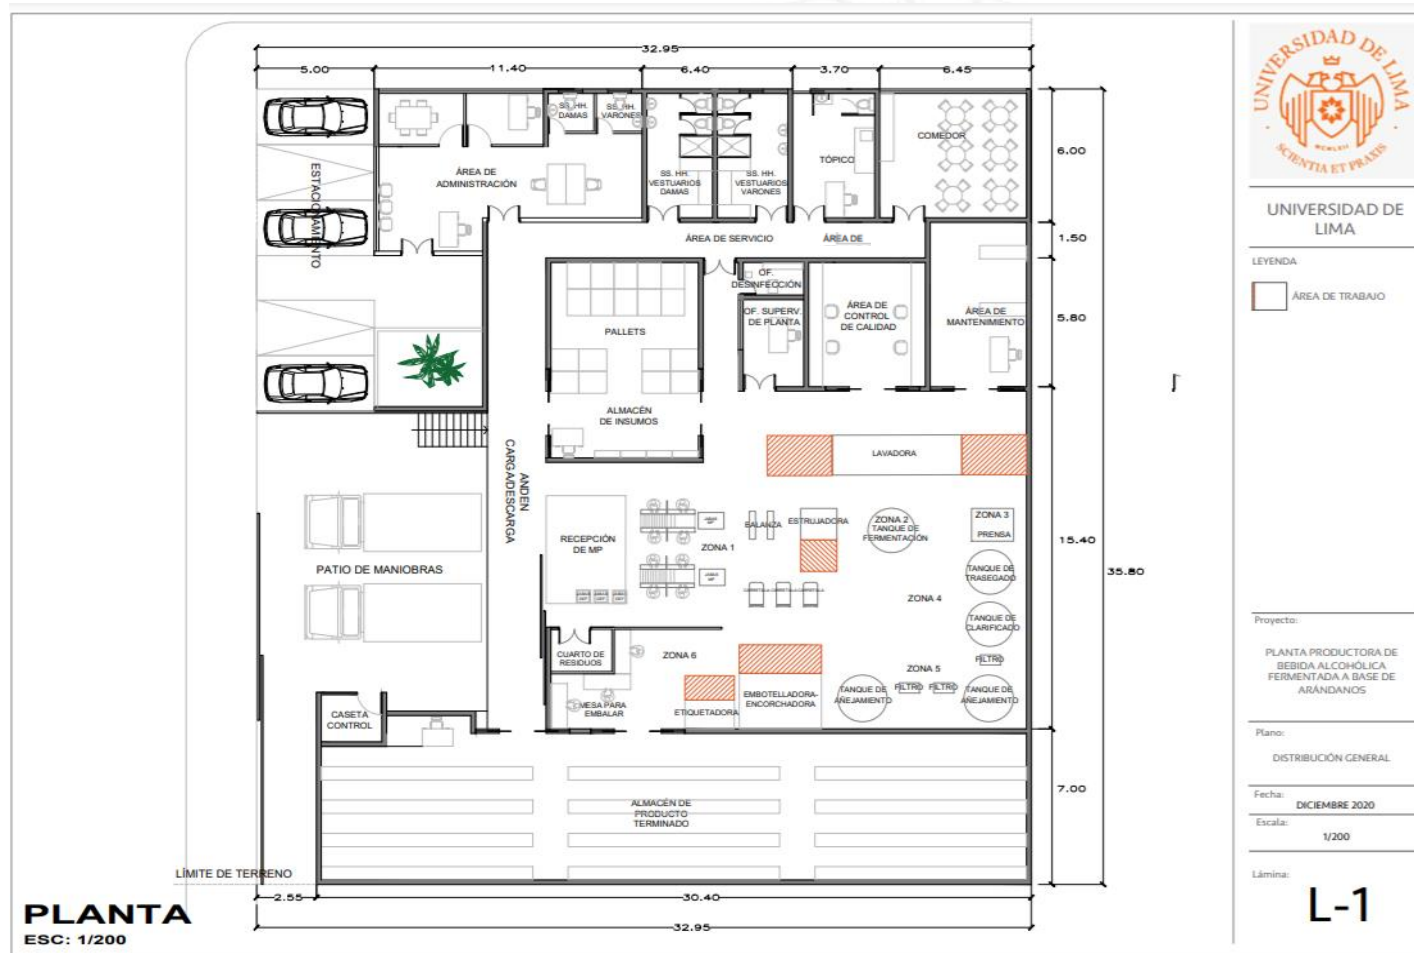 32.95
5.00
11.40
6.40
3.70
6.45
SS. HH.
DAMAS
SS. HH.
VARONES
ÁREA DE
ADMINISTRACIÓN
SS. HH.
VESTUARIOS
DAMAS
SS. HH.
VESTUARIOS
VARONES
TÓPICO
COMEDOR
ESTACIONAMIENTO
6.00
ÁREA DE SERVICIO
ÁREA DE
1.50
OF.
DESINFECCIÓN
OF. SUPERV.
DE PLANTA
ÁREA DE
CONTROL
DE CALIDAD
ÁREA DE
MANTENIMIENTO
5.80
PALLETS
ALMACÉN
DE INSUMOS
LAVADORA
ANDEN
CARGA/DESCARGA
RECEPCIÓN
DE MP
ZONA 1
BALANZA
ESTRUJADORA
ZONA 2
TANQUE DE
FERMENTACIÓN
ZONA 3
PRENSA
15.40
35.80
PATIO DE MANIOBRAS
TANQUE DE
TRASEGADO
ZONA 4
TANQUE DE
CLARIFICADO
CUARTO DE
RESIDUOS
ZONA 6
ZONA 5
FILTRO
TANQUE DE
AÑEJAMIENTO
FILTRO
FILTRO
TANQUE DE
AÑEJAMIENTO
MESA PARA
EMBALAR
ETIQUETADORA
EMBOTELLADORA-
ENCORCHADORA
CASETA
CONTROL
ALMACÉN DE
PRODUCTO
TERMINADO
7.00
LÍMITE DE TERRENO
2.55
30.40
32.95
PLANTA
ESC: 1/200
UNIVERSIDAD DE LIMA
MCMLXII
SCIENTIA ET PRAXIS
UNIVERSIDAD DE
LIMA
LEYENDA
ÁREA DE TRABAJO
Proyecto:
PLANTA PRODUCTORA DE
BEBIDA ALCOHÓLICA
FERMENTADA A BASE DE
ARÁNDANOS
Plano:
DISTRIBUCIÓN GENERAL
Fecha:
DICIEMBRE 2020
Escala:
1/200
Lámina:
L-1